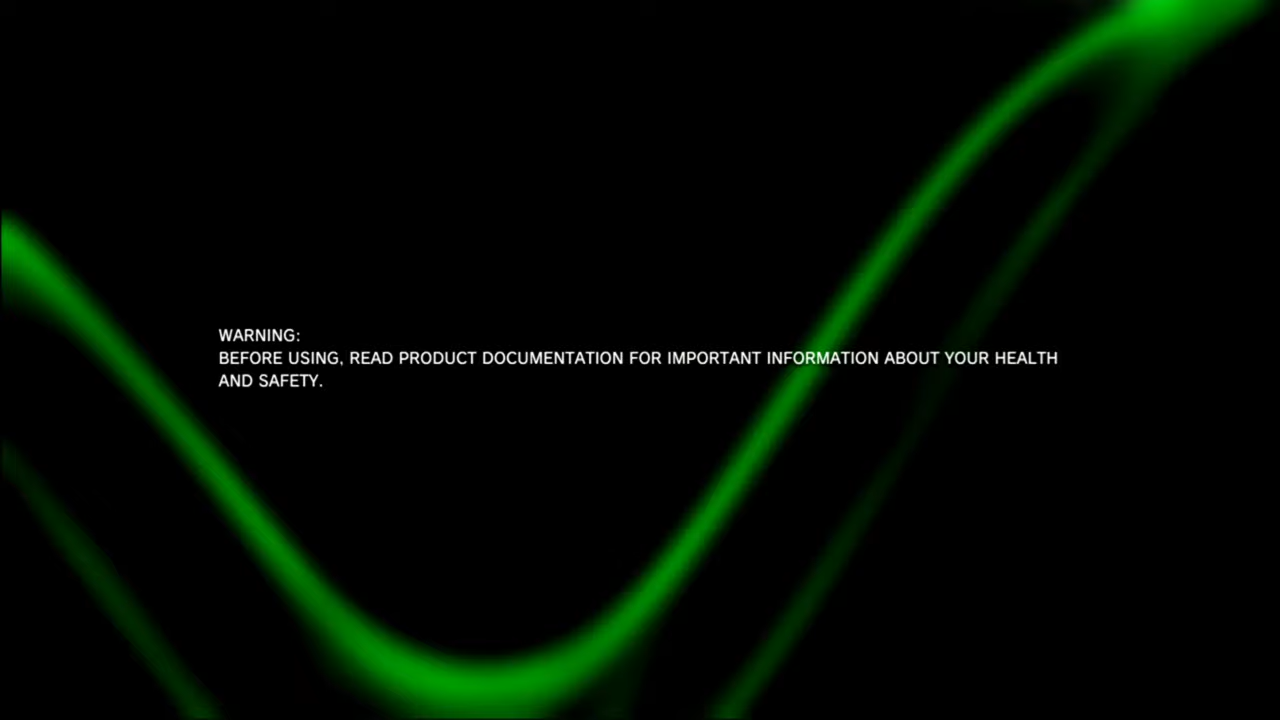 WARNING:
BEFORE USING, READ PRODUCT DOCUMENTATION FOR IMPORTANT INFORMATION ABOUT YOUR HEALTH
AND SAFETY.